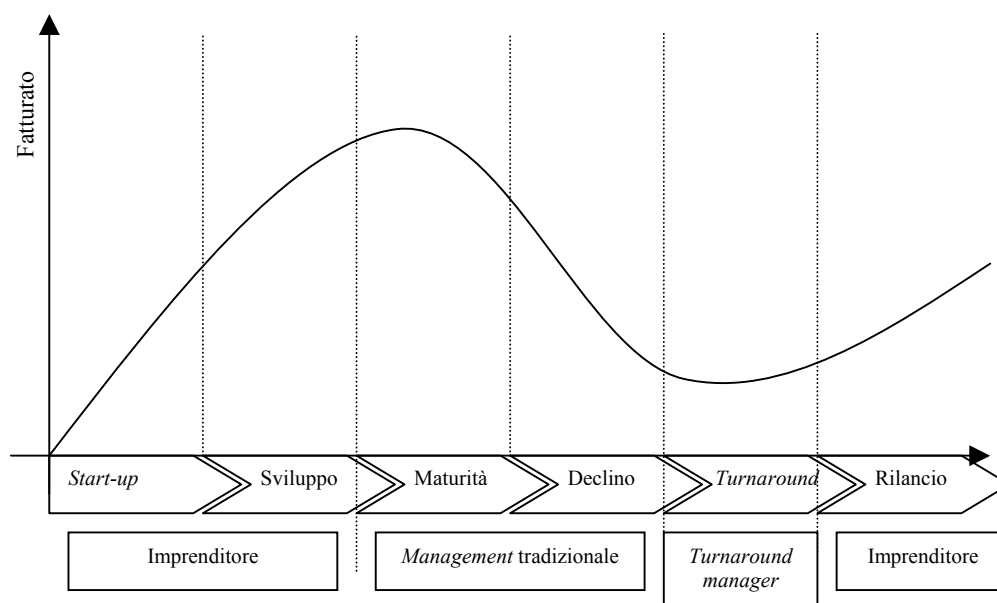 Fatturato
Start-up
Sviluppo
Maturità
Declino
Turnaround
Rilancio
Imprenditore
Management tradizionale
Turnaround
manager
Imprenditore